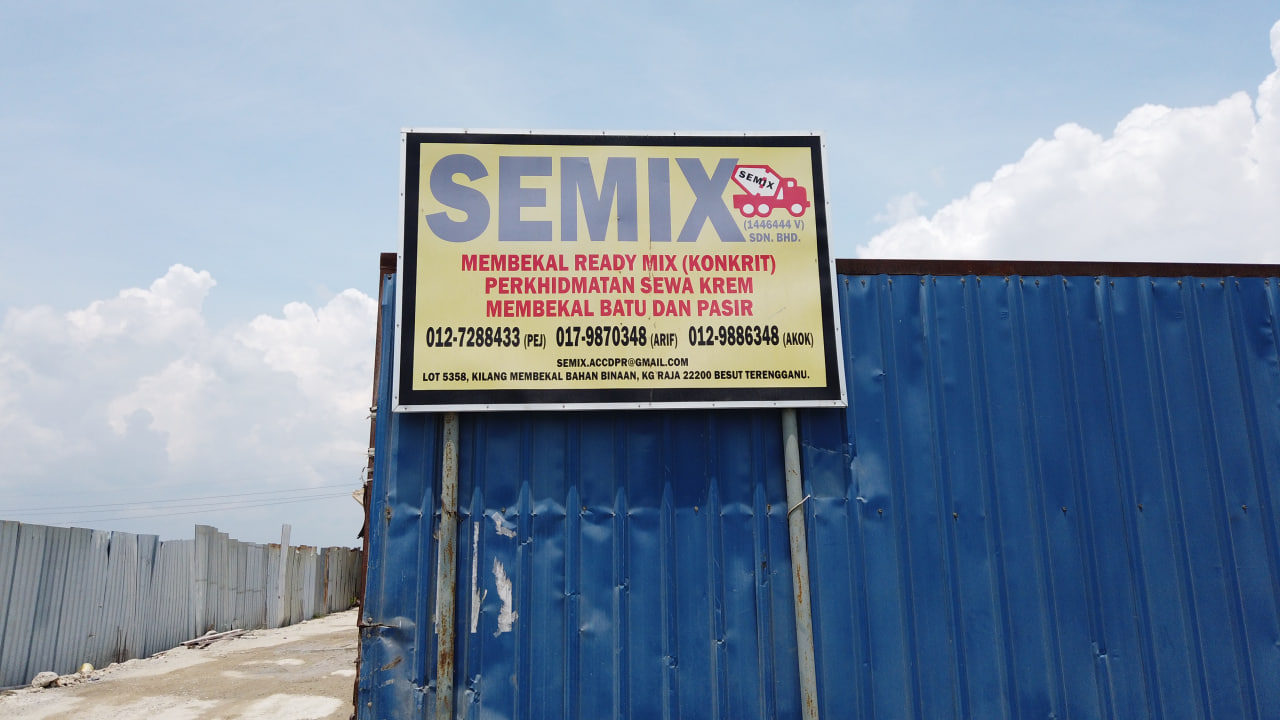 SEMIX
SEMIX
(1446444 V)
SDN. BHD.
MEMBEKAL READY MIX (KONKRIT)
PERKHIDMATAN SEWA KREM
MEMBEKAL BATU DAN PASIR
012-7288433 (PEJ) 017-9870348 (ARIF) 012-9886348 (AKOK)
SEMIX.ACCDPR@GMAIL.COM
LOT 5358, KILANG MEMBEKAL BAHAN BINAAN, KG RAJA 22200 BESUT TERENGGANU.